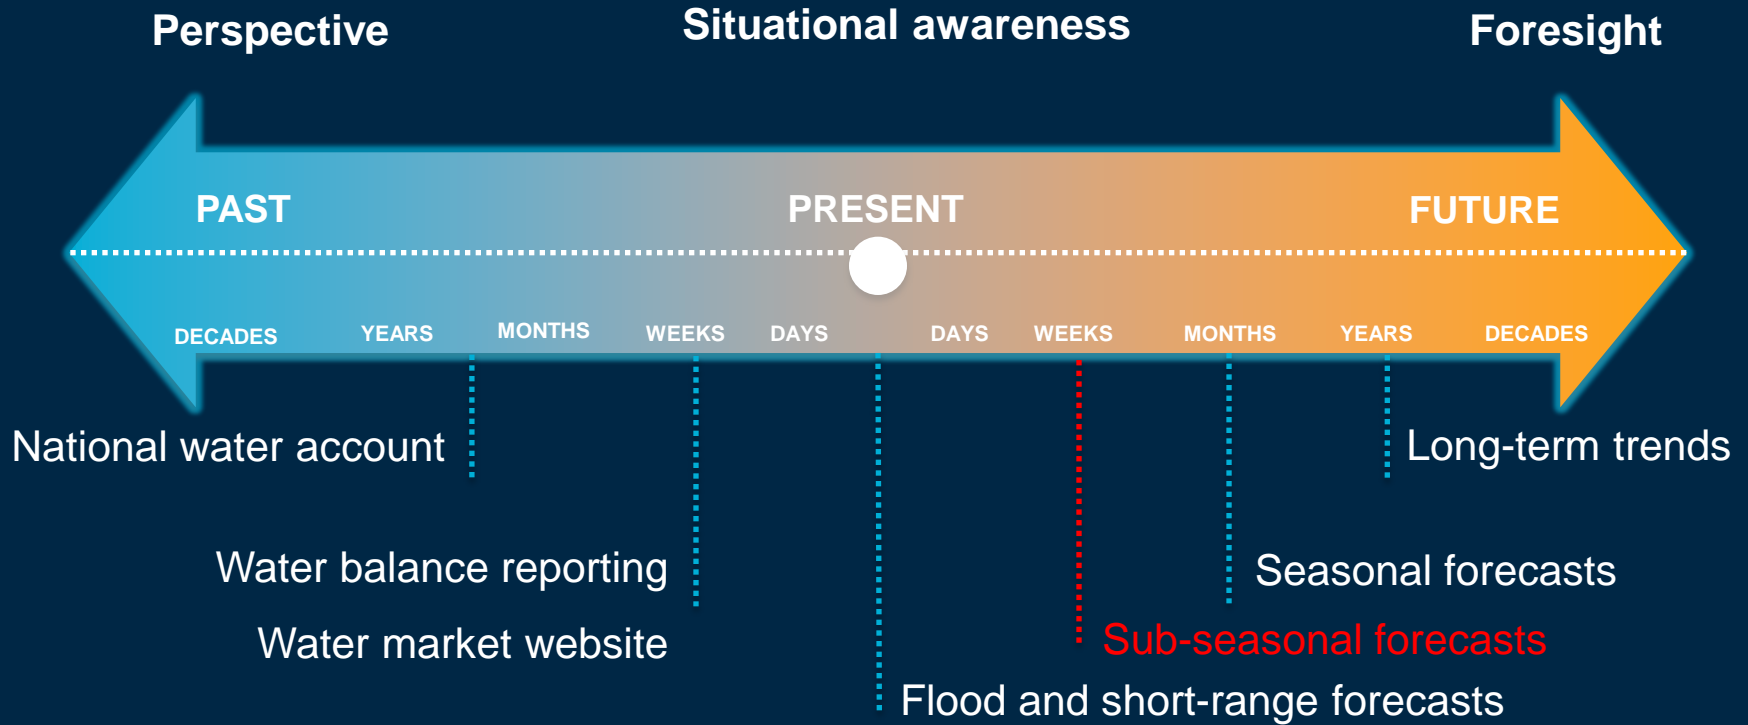 Perspective
Situational awareness
Foresight
PAST
PRESENT
FUTURE
DECADES
YEARS
MONTHS
WEEKS
DAYS
DAYS
WEEKS
MONTHS
YEARS
DECADES
National water account
Long-term trends
Water balance reporting
Seasonal forecasts
Water market website
Sub-seasonal forecasts
Flood and short-range forecasts